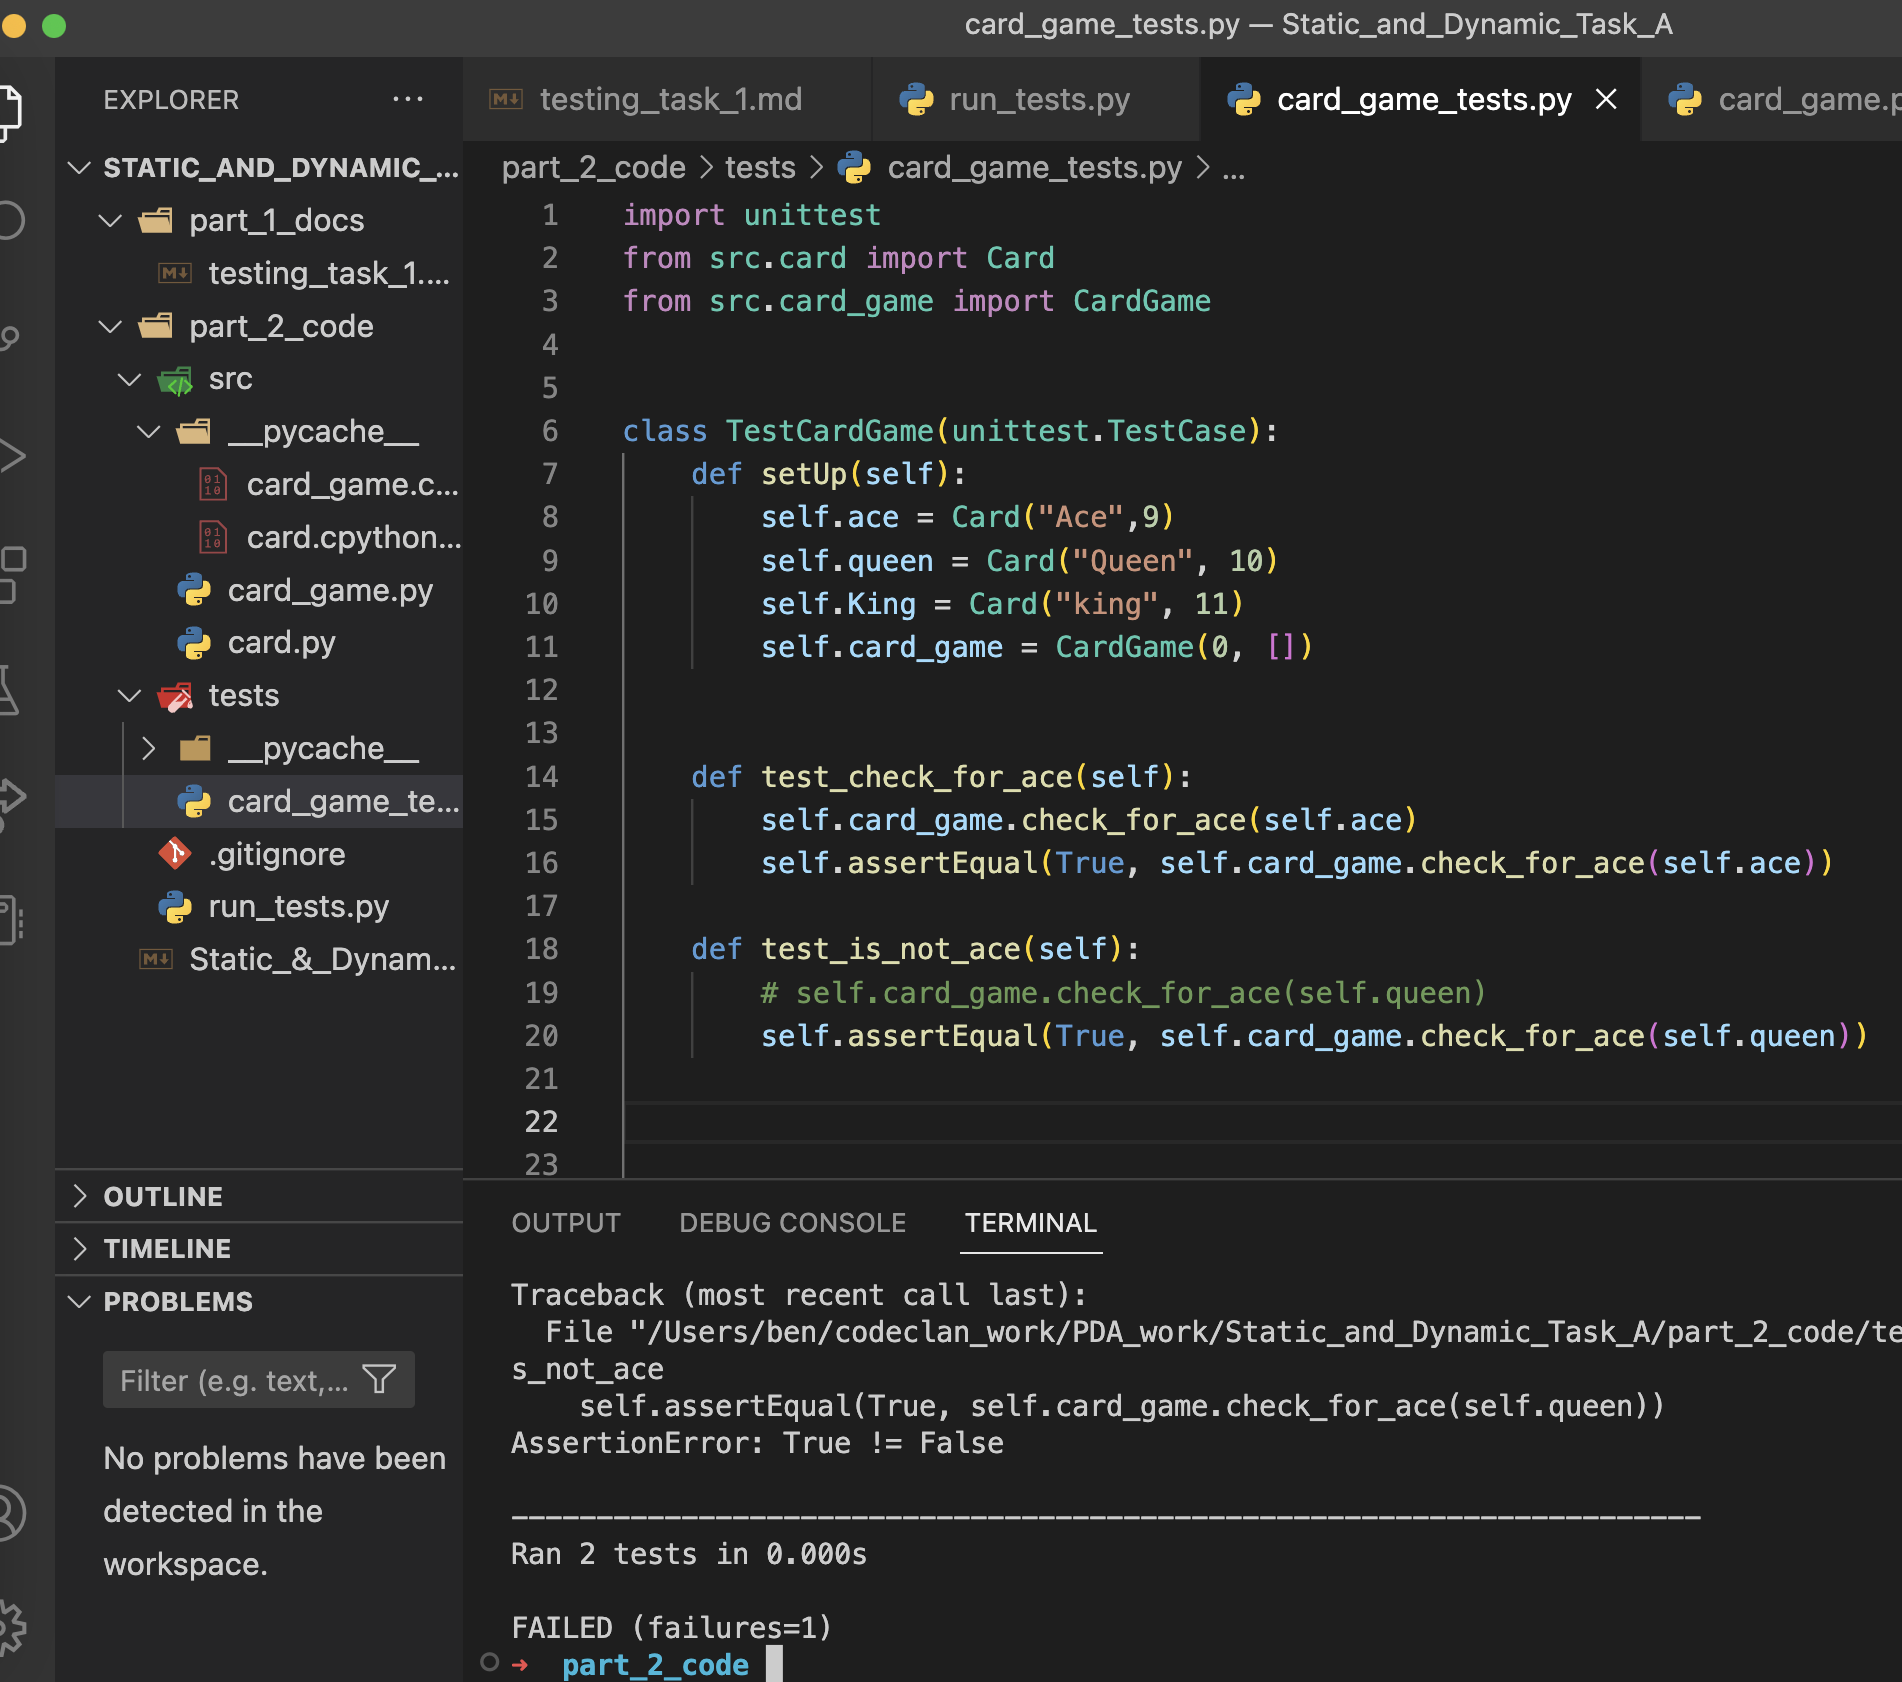 card_game_tests.py — Static_and_Dynamic_Task_A
EXPLORER
STATIC_AND_DYNAMIC_...
part_1_docs
testing_task_1....
part_2_code
src
__pycache__
card_game.c...
card.cpython...
card_game.py
card.py
tests
__pycache__
card_game_te...
.gitignore
run_tests.py
Static_&_Dynam...
OUTLINE
TIMELINE
PROBLEMS
Filter (e.g. text,...
No problems have been
detected in the
workspace.
testing_task_1.md run_tests.py card_game_tests.py card_game.p
part_2_code > tests > card_game_tests.py > ...
1 import unittest
2 from src.card import Card
3 from src.card_game import CardGame
4
5
6 class TestCardGame(unittest.TestCase):
7 def setUp(self):
8 self.ace = Card("Ace",9)
9 self.queen = Card("Queen", 10)
10 self.King = Card("king", 11)
11 self.card_game = CardGame(0, [])
12
13
14 def test_check_for_ace(self):
15 self.card_game.check_for_ace(self.ace)
16 self.assertEqual(True, self.card_game.check_for_ace(self.ace))
17
18 def test_is_not_ace(self):
19 # self.card_game.check_for_ace(self.queen)
20 self.assertEqual(True, self.card_game.check_for_ace(self.queen))
21
22
23
OUTPUT DEBUG CONSOLE TERMINAL
Traceback (most recent call last):
File "/Users/ben/codeclan_work/PDA_work/Static_and_Dynamic_Task_A/part_2_code/te
s_not_ace
self.assertEqual(True, self.card_game.check_for_ace(self.queen))
AssertionError: True != False
----------------------------------------------------------------------
Ran 2 tests in 0.000s
FAILED (failures=1)
➜ part_2_code